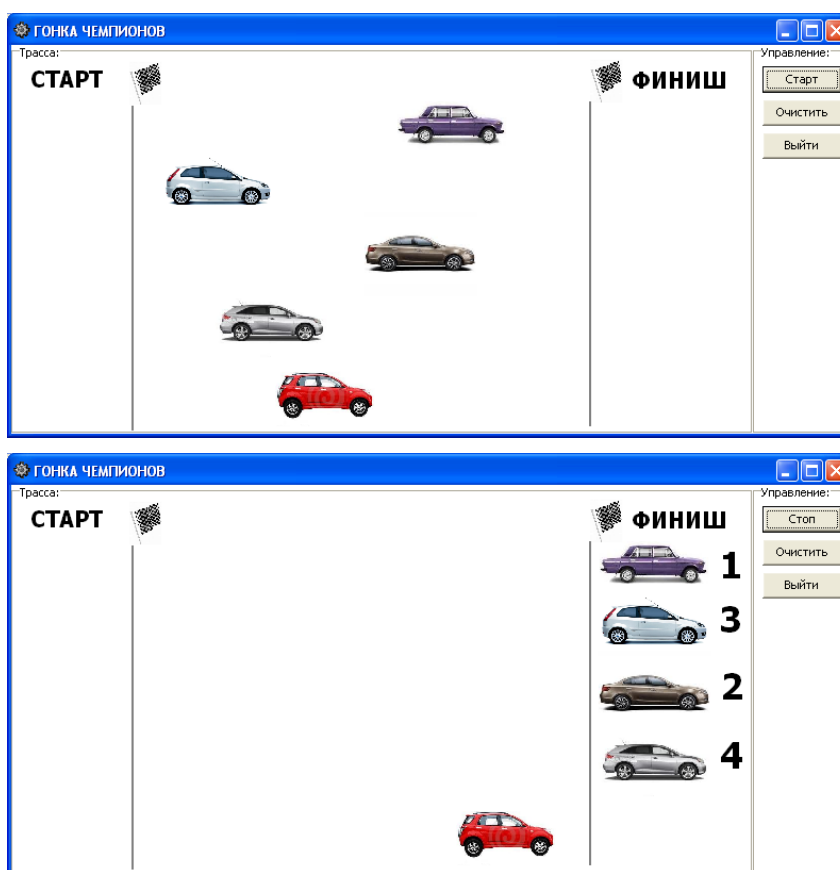 ГОНКА ЧЕМПИОНОВ
Трасса:
Управление:
СТАРТ
ФИНИШ
Старт
Очистить
Выйти
ГОНКА ЧЕМПИОНОВ
Трасса:
Управление:
СТАРТ
ФИНИШ
Стоп
Очистить
Выйти
1
3
2
4